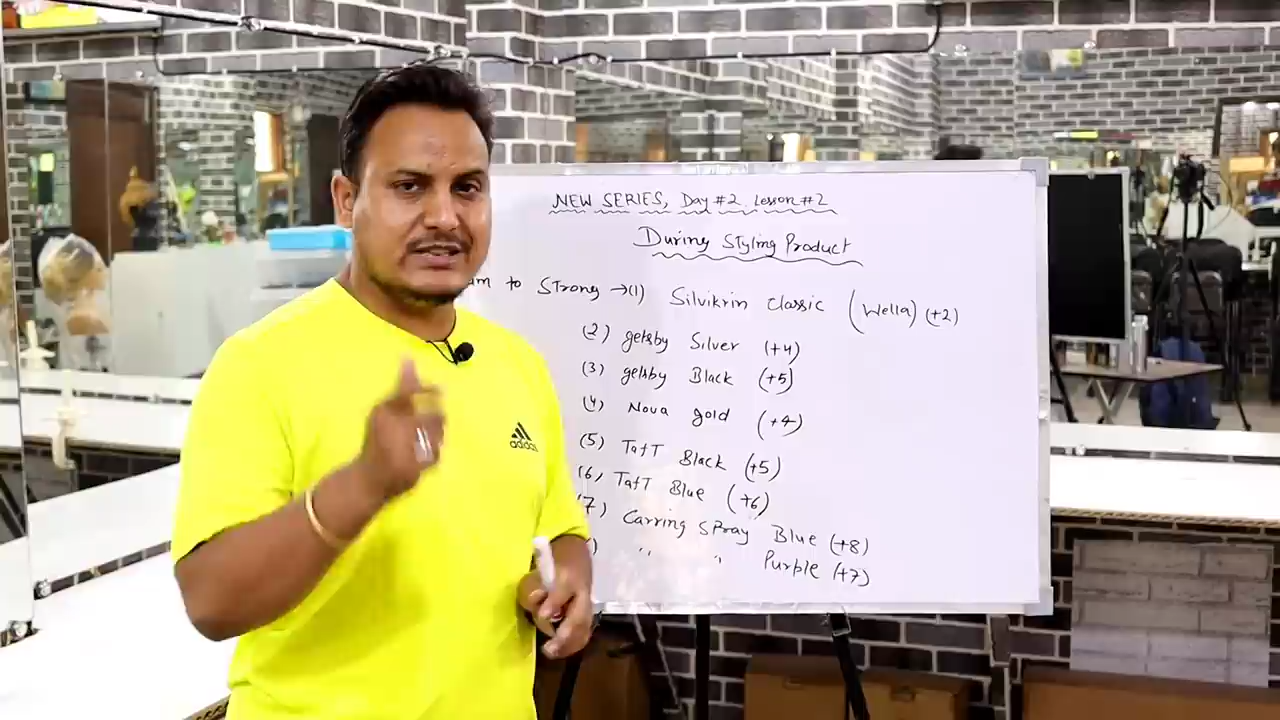 NEW SERIES, Day #2 Lesson #2
During Styling Product
to Strong →(1) Silvikrin Classic (Wella) (+2)
(2) getsby Silver (+4)
(3) getsby Black (+5)
(4) Nova gold (+4)
(5) TafT Black (+5)
(6) TafT Blue (+6)
7) Carring SPray Blue (+8)
) " " Purple (+7)
adidas